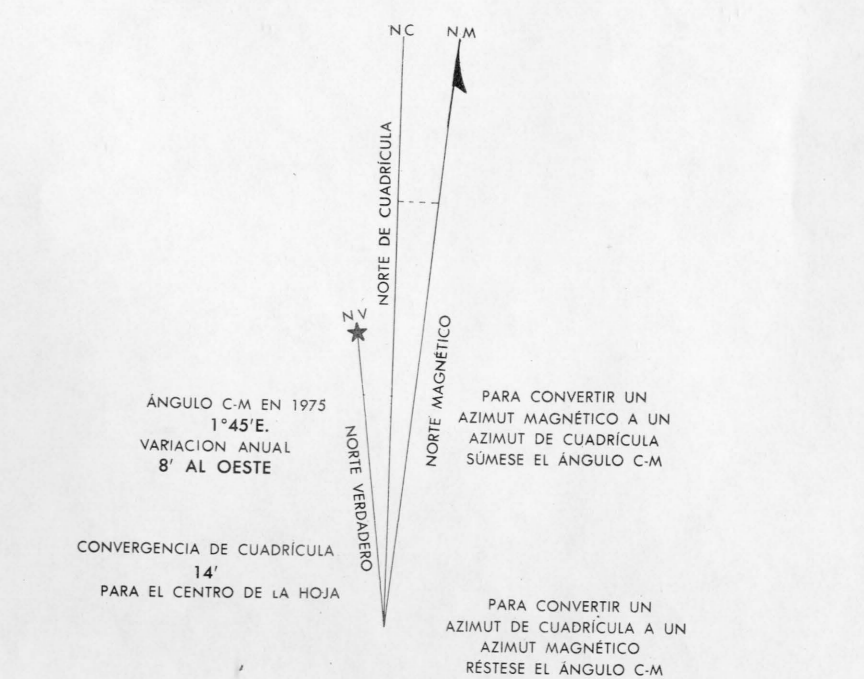 NC
NM
NORTE DE CUADRÍCULA
NV
NORTE MAGNÉTICO
NORTE VERDADERO
ÁNGULO C-M EN 1975
1°45'E.
VARIACION ANUAL
8' AL OESTE
PARA CONVERTIR UN
AZIMUT MAGNÉTICO A UN
AZIMUT DE CUADRÍCULA
SÚMESE EL ÁNGULO C-M
CONVERGENCIA DE CUADRÍCULA
14'
PARA EL CENTRO DE LA HOJA
PARA CONVERTIR UN
AZIMUT DE CUADRÍCULA A UN
AZIMUT MAGNÉTICO
RÉSTESE EL ÁNGULO C-M